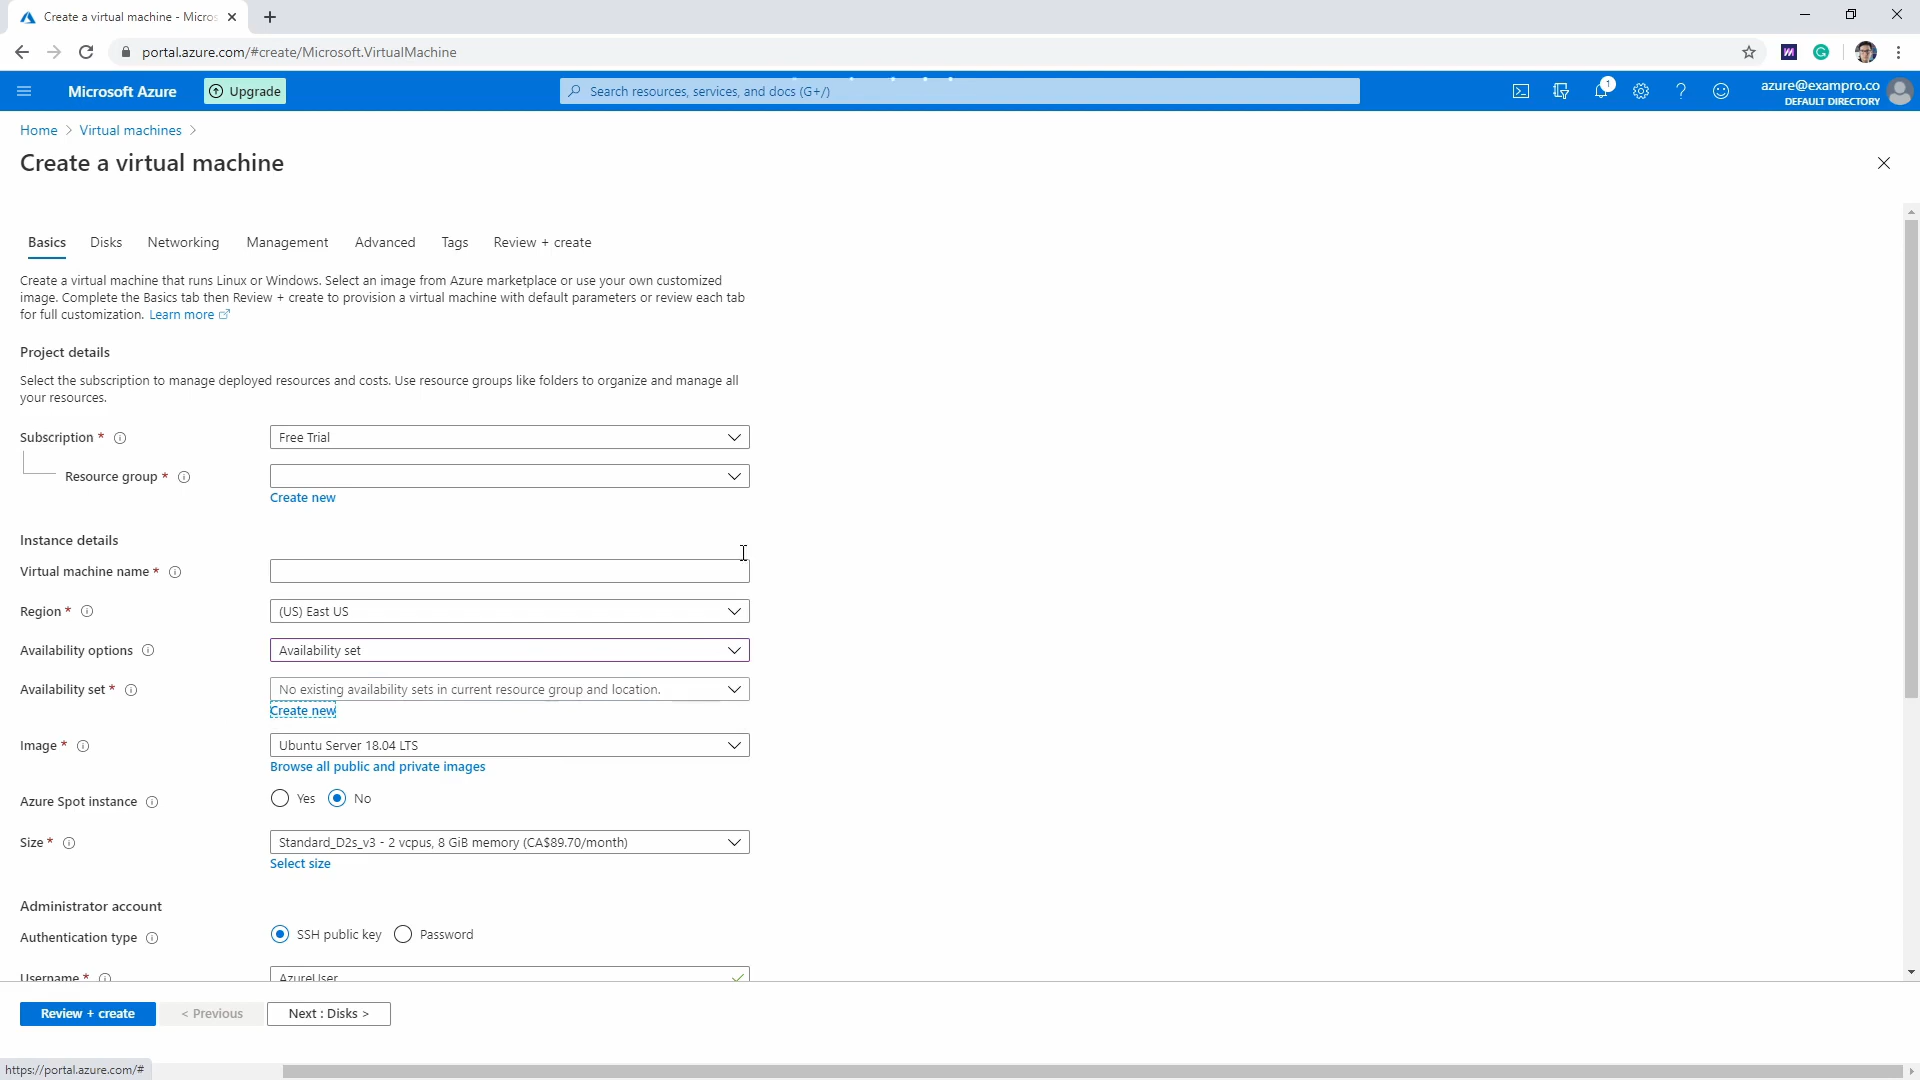 Create a virtual machine - Micros
portal.azure.com/#create/Microsoft.VirtualMachine
Microsoft Azure
Upgrade
Search resources, services, and docs (G+/)
1
azure@exampro.co
DEFAULT DIRECTORY
Home > Virtual machines >
Create a virtual machine
Basics Disks Networking Management Advanced Tags Review + create
Create a virtual machine that runs Linux or Windows. Select an image from Azure marketplace or use your own customized
image. Complete the Basics tab then Review + create to provision a virtual machine with default parameters or review each tab
for full customization. Learn more
Project details
Select the subscription to manage deployed resources and costs. Use resource groups like folders to organize and manage all
your resources.
Subscription * Free Trial
Resource group *
Create new
Instance details
Virtual machine name *
Region * (US) East US
Availability options Availability set
Availability set * No existing availability sets in current resource group and location.
Create new
Image * Ubuntu Server 18.04 LTS
Browse all public and private images
Azure Spot instance Yes No
Size * Standard_D2s_v3 - 2 vcpus, 8 GiB memory (CA$89.70/month)
Select size
Administrator account
Authentication type SSH public key Password
Username * AzureUser
Review + create < Previous Next : Disks >
https://portal.azure.com/#